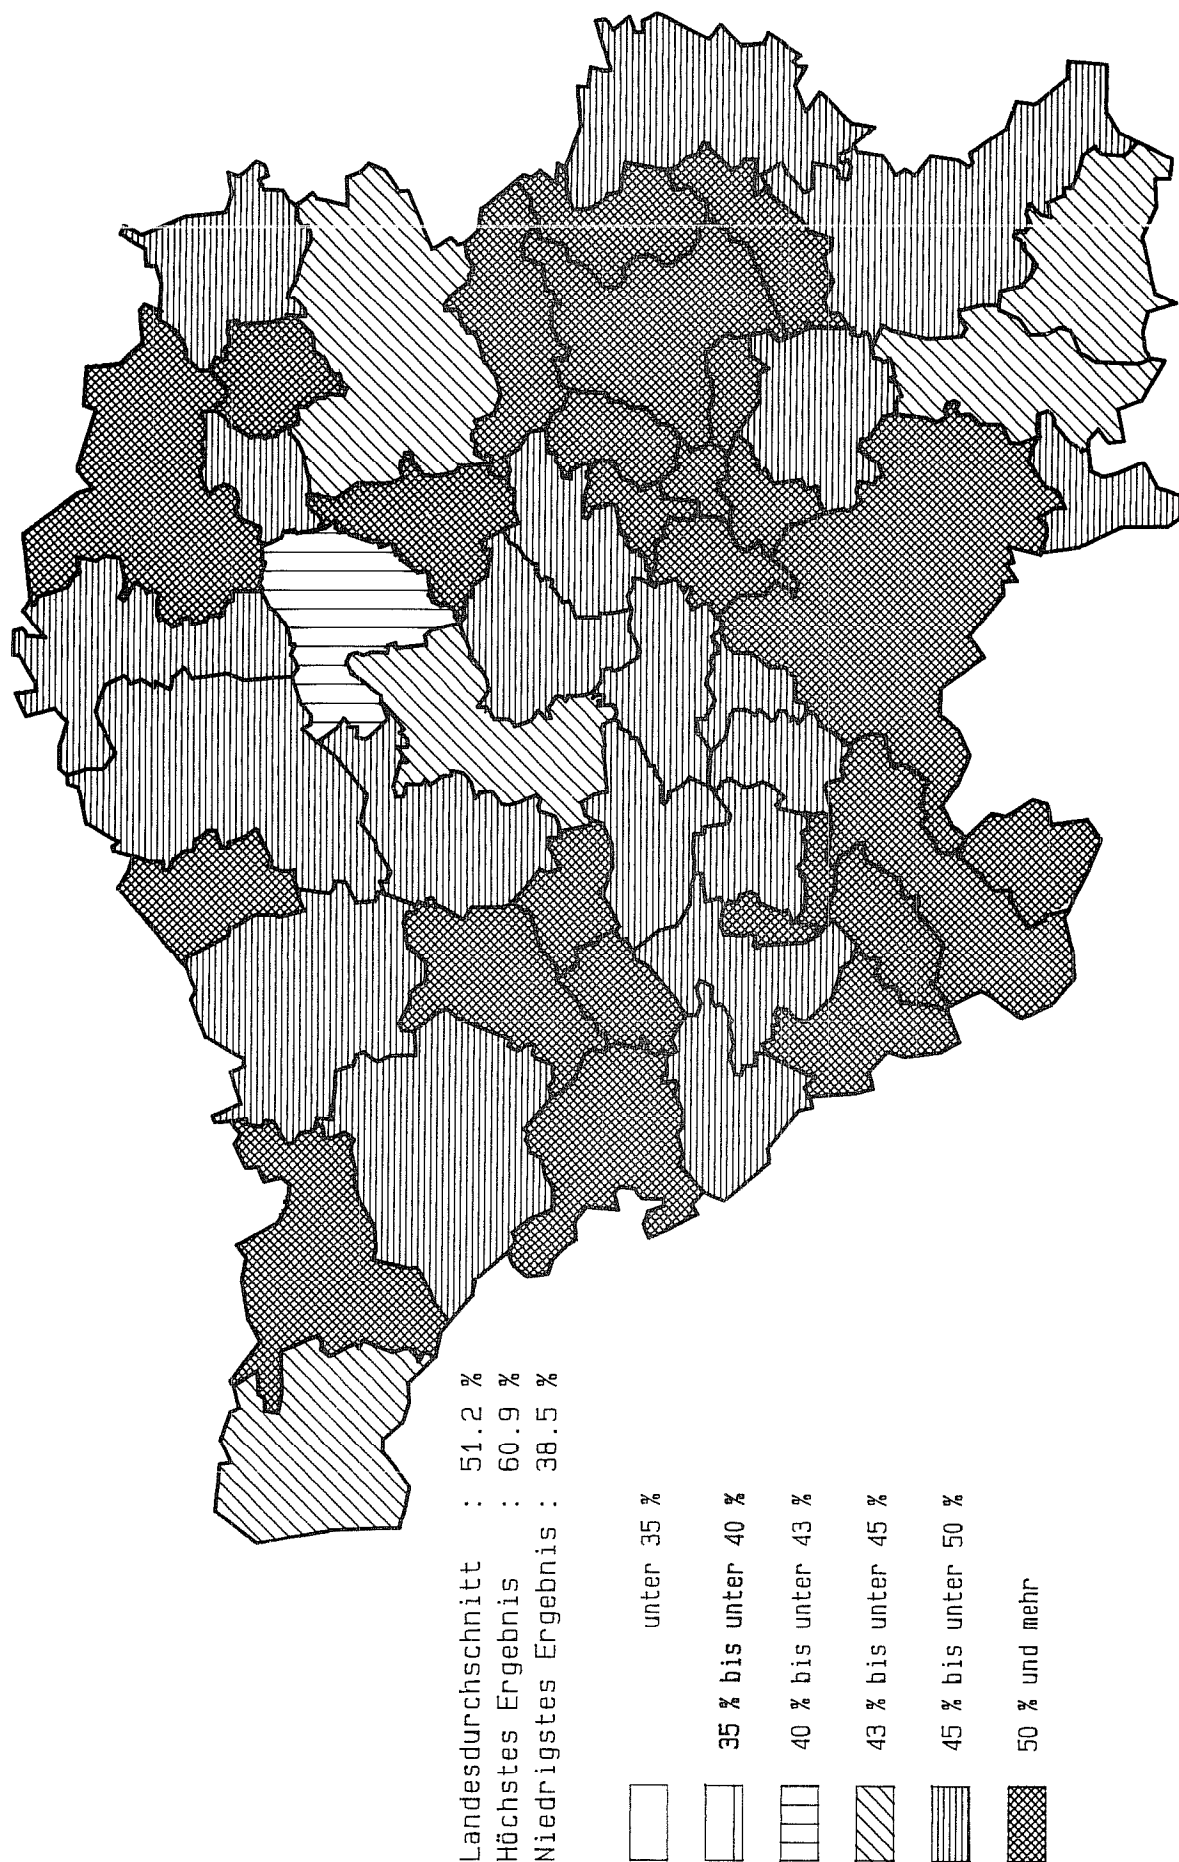 Landesdurchschnitt : 51.2 %
Höchstes Ergebnis : 60.9 %
Niedrigstes Ergebnis : 38.5 %
unter 35 %
35 % bis unter 40 %
40 % bis unter 43 %
43 % bis unter 45 %
45 % bis unter 50 %
50 % und mehr